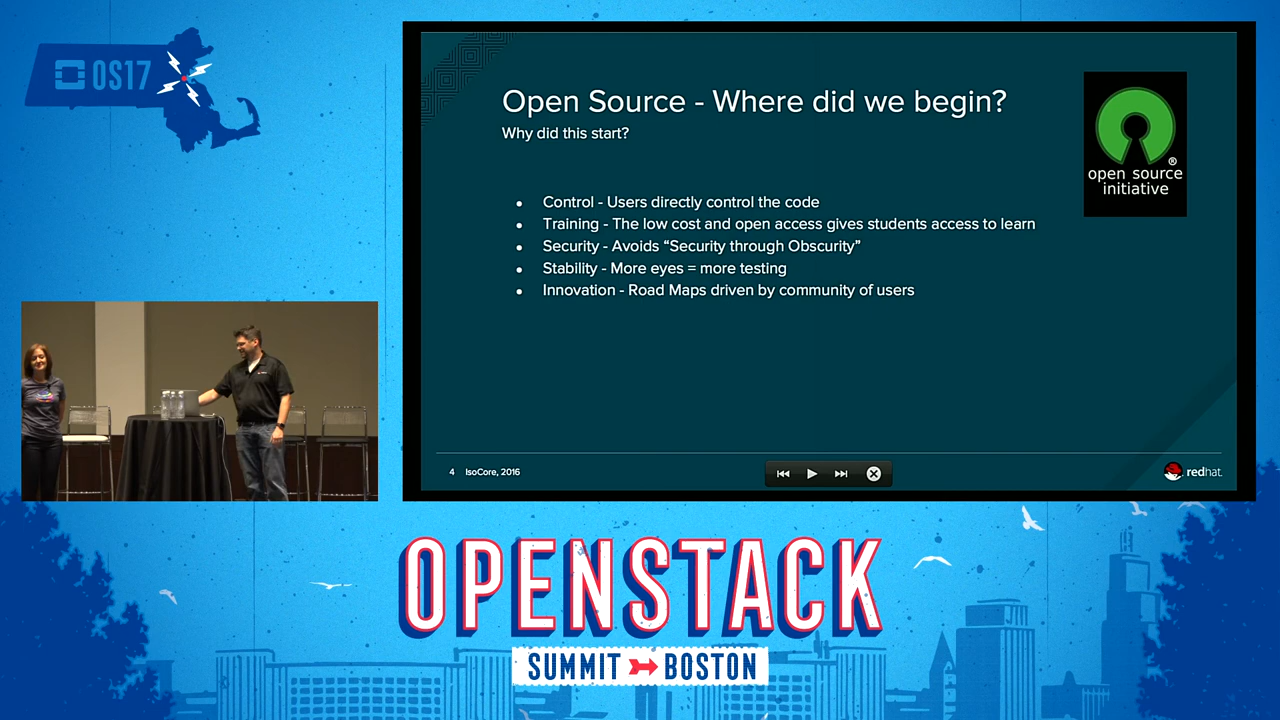 OS17
Open Source - Where did we begin?
Why did this start?
open source
initiative
®
• Control - Users directly control the code
• Training - The low cost and open access gives students access to learn
• Security - Avoids “Security through Obscurity”
• Stability - More eyes = more testing
• Innovation - Road Maps driven by community of users
4 IsoCore, 2016
redhat.
OPENSTACK
SUMMIT BOSTON